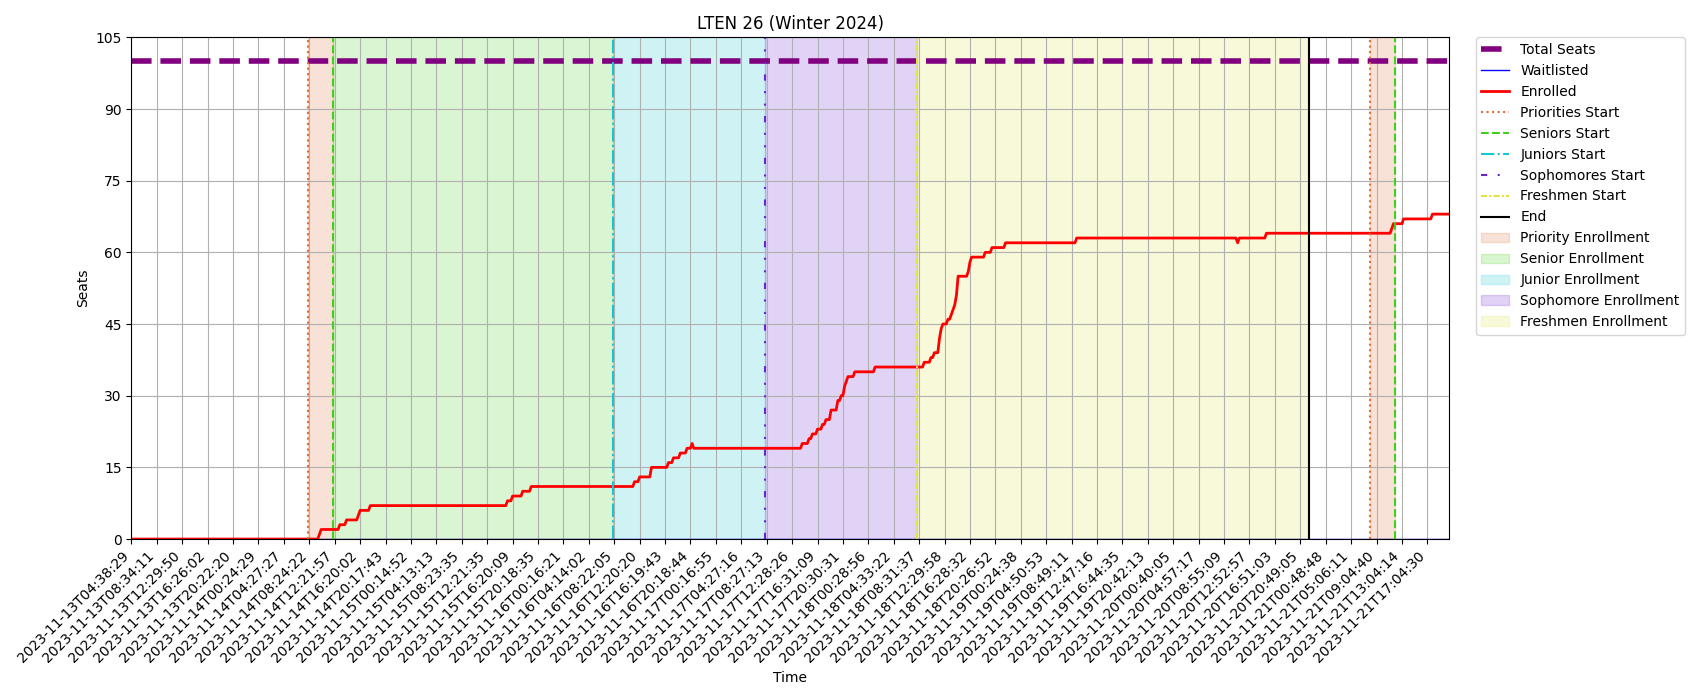 LTEN 26 (Winter 2024)
105
90
75
60
45
30
15
0
Seats
2023-11-13T04:38:29
2023-11-13T08:34:11
2023-11-13T12:29:50
2023-11-13T16:26:02
2023-11-13T20:22:20
2023-11-14T00:24:29
2023-11-14T04:27:27
2023-11-14T08:24:22
2023-11-14T12:21:57
2023-11-14T16:20:02
2023-11-14T20:17:43
2023-11-15T00:14:52
2023-11-15T04:13:13
2023-11-15T08:23:35
2023-11-15T12:21:35
2023-11-15T16:20:09
2023-11-15T20:18:35
2023-11-16T00:16:21
2023-11-16T04:14:02
2023-11-16T08:22:05
2023-11-16T12:20:20
2023-11-16T16:19:43
2023-11-16T20:18:44
2023-11-17T00:16:55
2023-11-17T04:27:16
2023-11-17T08:27:13
2023-11-17T12:28:26
2023-11-17T16:31:09
2023-11-17T20:30:31
2023-11-18T00:28:56
2023-11-18T04:33:22
2023-11-18T08:31:37
2023-11-18T12:29:58
2023-11-18T16:28:32
2023-11-18T20:26:52
2023-11-19T00:24:38
2023-11-19T04:50:53
2023-11-19T08:49:11
2023-11-19T12:47:16
2023-11-19T16:44:35
2023-11-19T20:42:13
2023-11-20T00:40:05
2023-11-20T04:57:17
2023-11-20T08:55:09
2023-11-20T12:52:57
2023-11-20T16:51:03
2023-11-20T20:49:05
2023-11-21T00:48:48
2023-11-21T05:06:11
2023-11-21T09:04:40
2023-11-21T13:04:14
2023-11-21T17:04:30
Time
Total Seats
Waitlisted
Enrolled
Priorities Start
Seniors Start
Juniors Start
Sophomores Start
Freshmen Start
End
Priority Enrollment
Senior Enrollment
Junior Enrollment
Sophomore Enrollment
Freshmen Enrollment